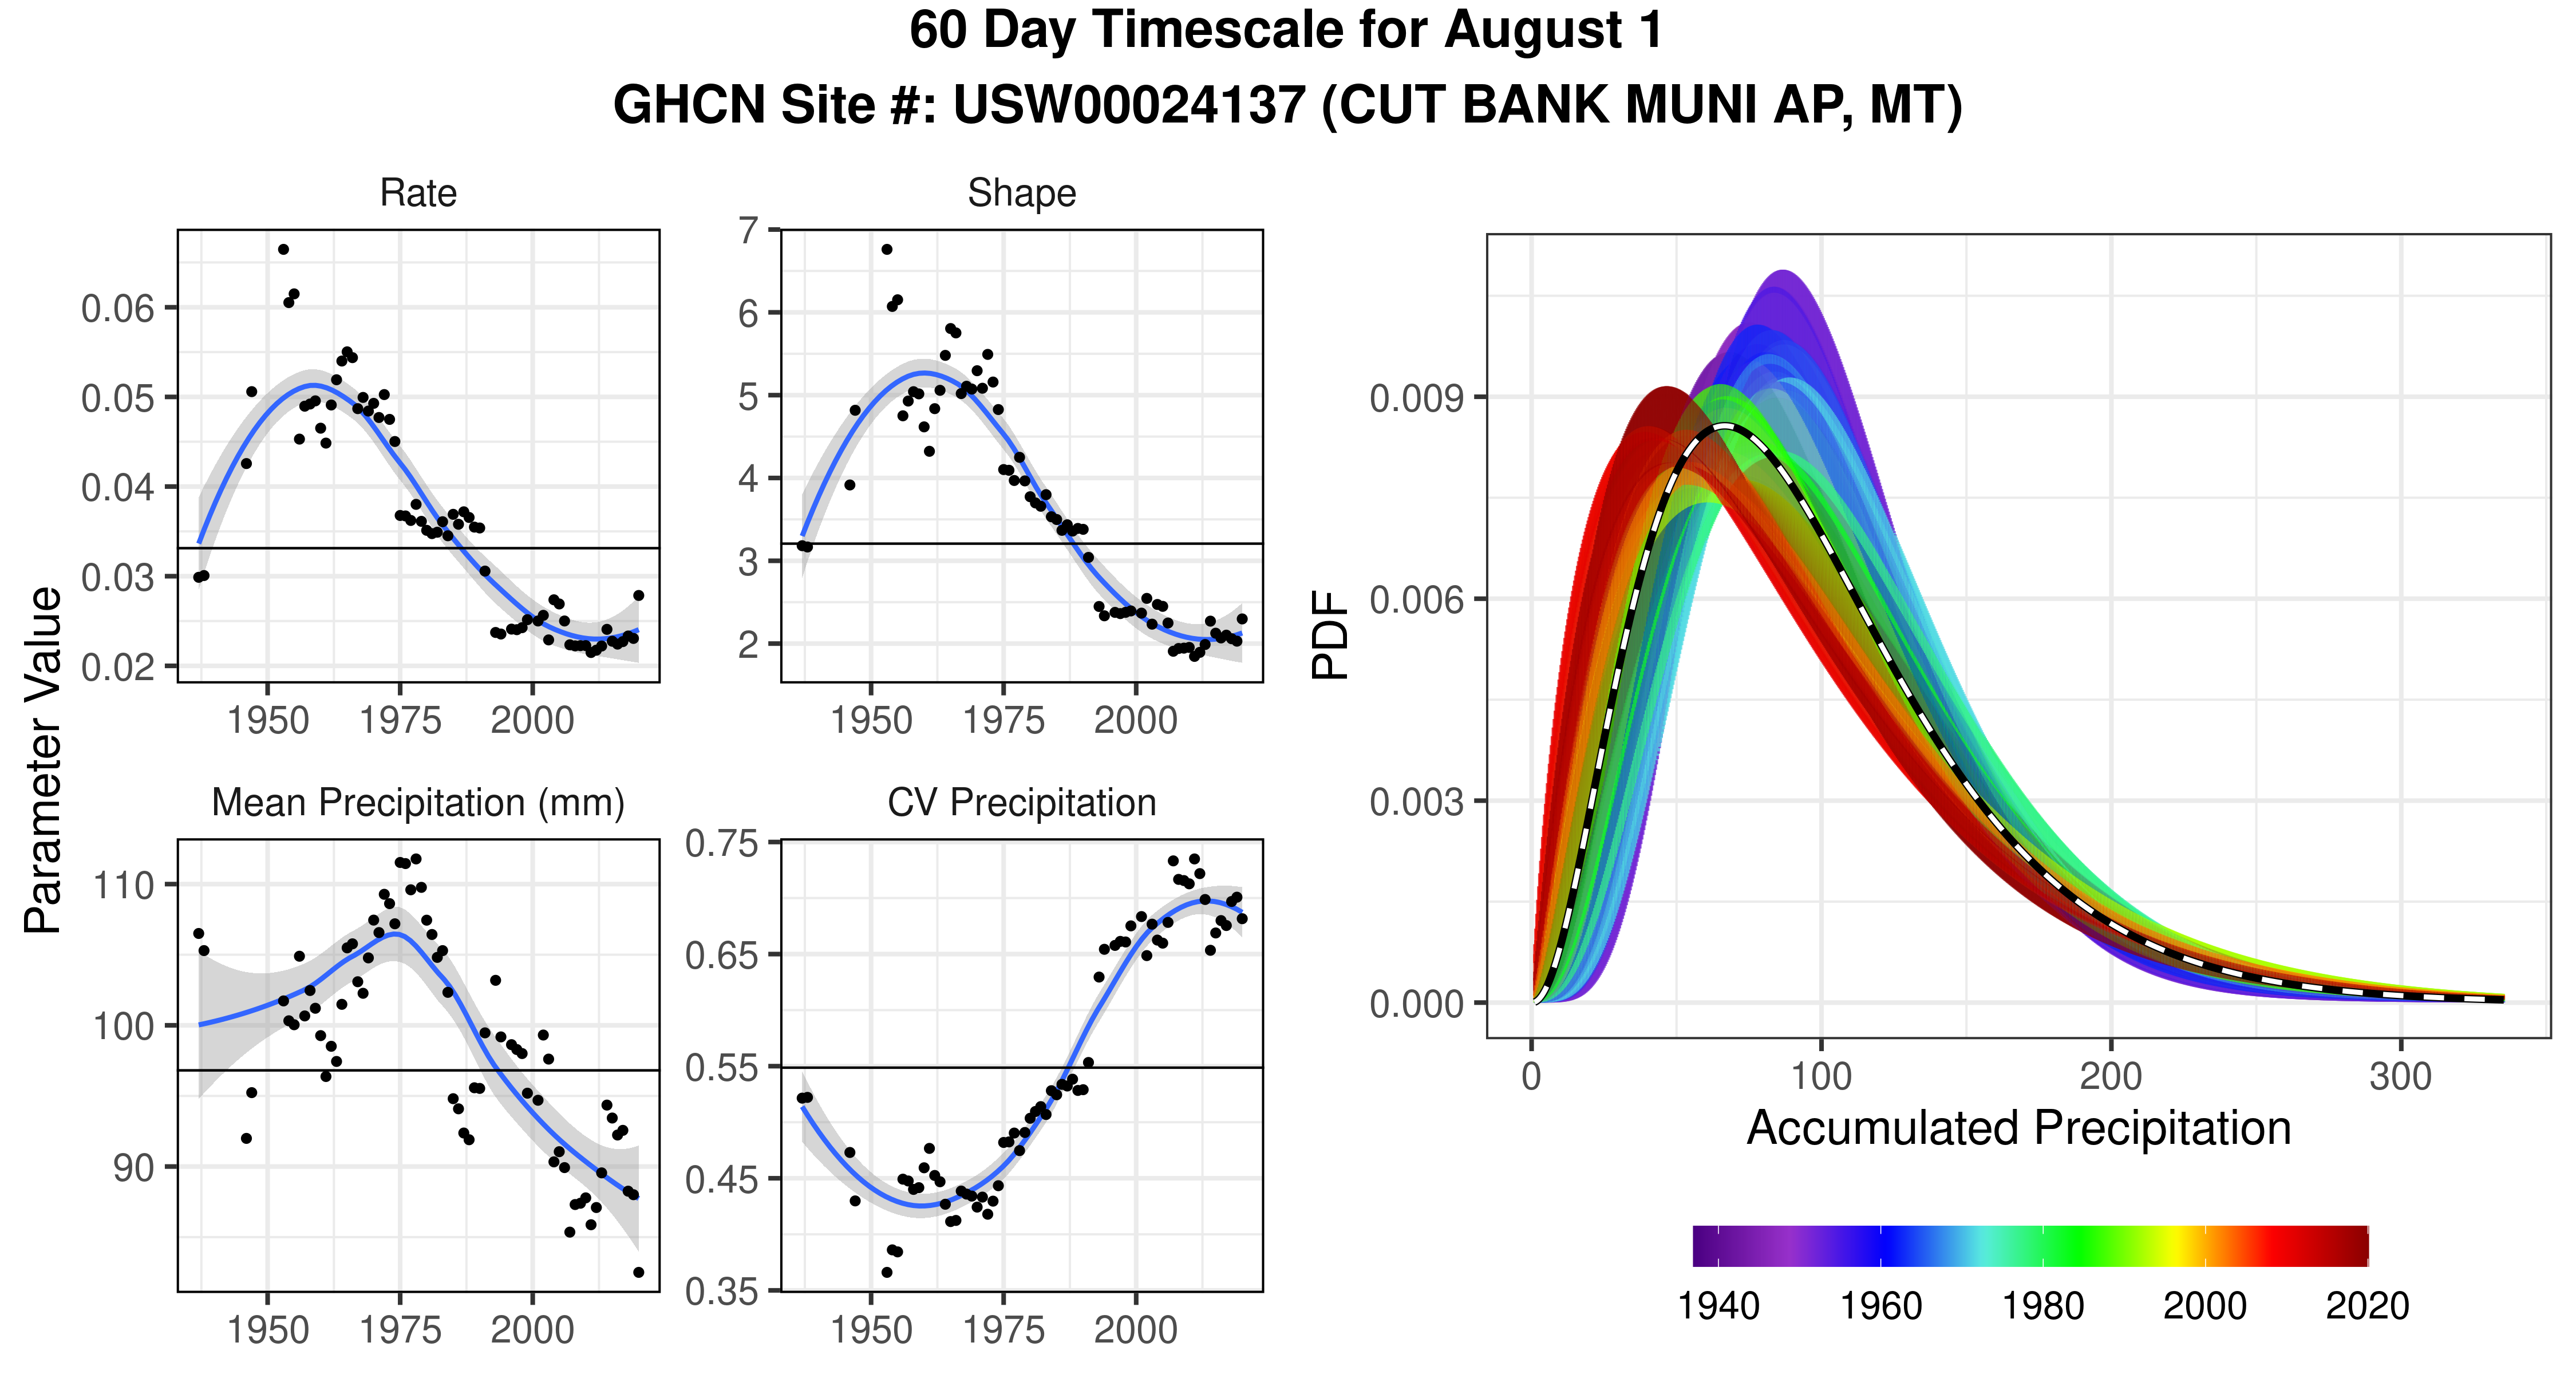 60 Day Timescale for August 1
GHCN Site #: USW00024137 (CUT BANK MUNI AP, MT)
Parameter Value
Rate
0.06
0.05
0.04
0.03
0.02
1950 1975 2000
Shape
7
6
5
4
3
2
1950 1975 2000
Mean Precipitation (mm)
110
100
90
1950 1975 2000
CV Precipitation
0.75
0.65
0.55
0.45
0.35
1950 1975 2000
PDF
0.009
0.006
0.003
0.000
0 100 200 300
Accumulated Precipitation
1940 1960 1980 2000 2020